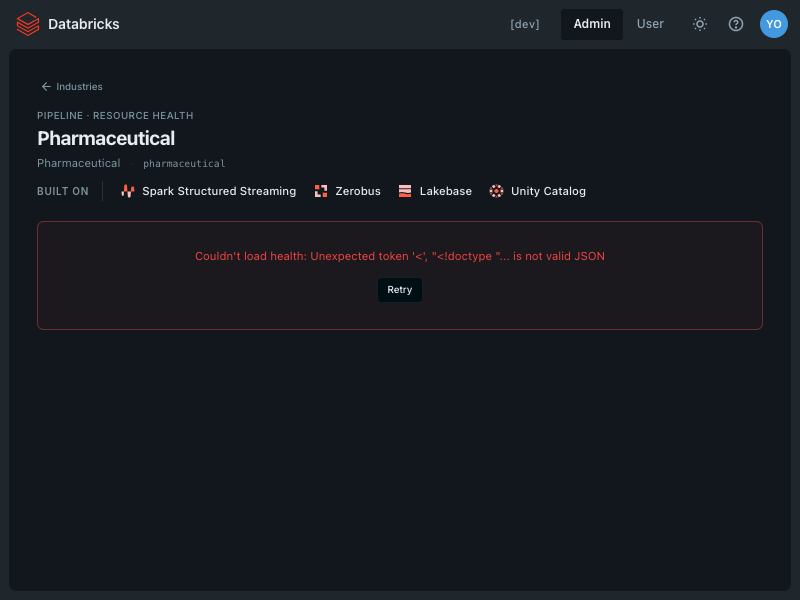 Databricks
[dev]
Admin
User
YO
Industries
PIPELINE · RESOURCE HEALTH
Pharmaceutical
Pharmaceutical · pharmaceutical
BUILT ON
Spark Structured Streaming
Zerobus
Lakebase
Unity Catalog
Couldn't load health: Unexpected token '<', "<!doctype "... is not valid JSON
Retry